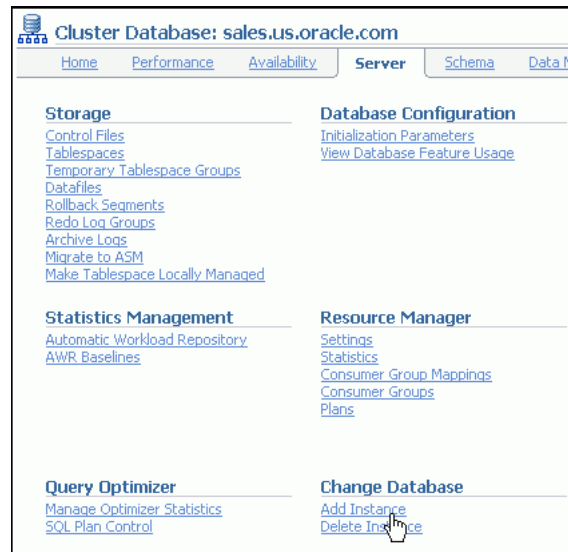 Cluster Database: sales.us.oracle.com
Home Performance Availability Server Schema Data
Storage
Control Files
Tablespaces
Temporary Tablespace Groups
Datafiles
Rollback Segments
Redo Log Groups
Archive Logs
Migrate to ASM
Make Tablespace Locally Managed
Database Configuration
Initialization Parameters
View Database Feature Usage
Statistics Management
Automatic Workload Repository
AWR Baselines
Resource Manager
Settings
Statistics
Consumer Group Mappings
Consumer Groups
Plans
Query Optimizer
Manage Optimizer Statistics
SQL Plan Control
Change Database
Add Instance
Delete Instance